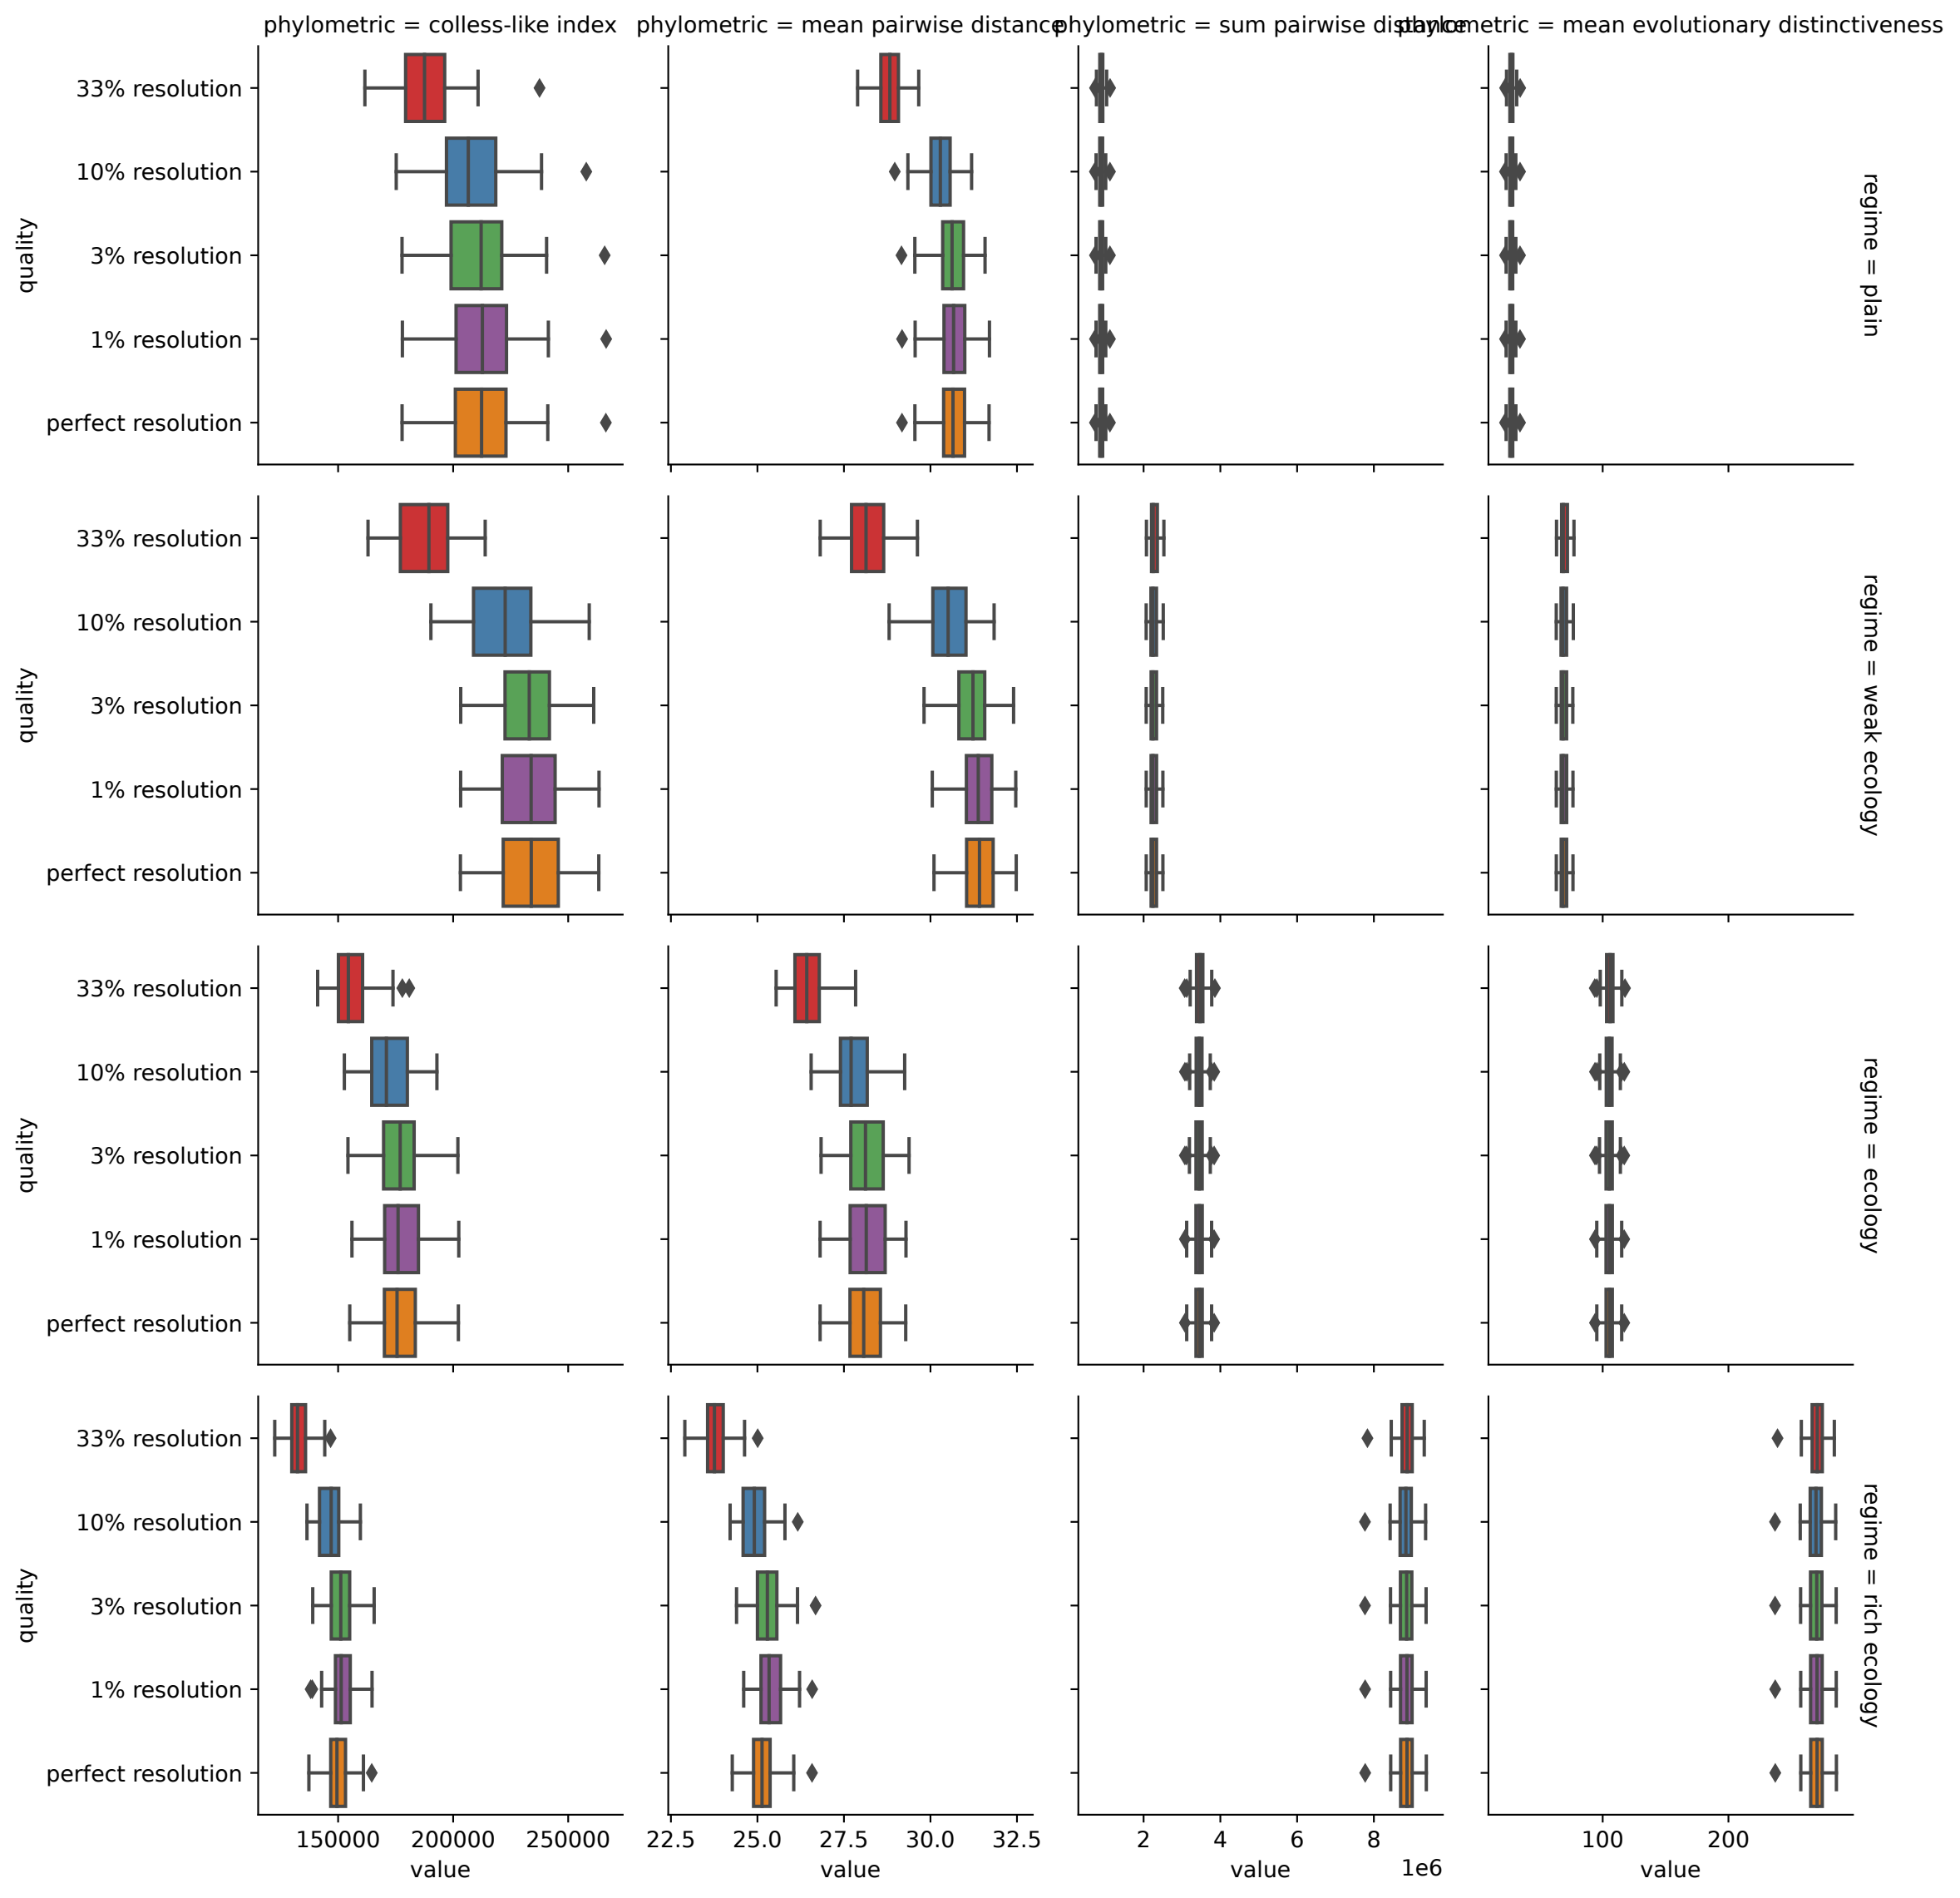 phylometric = colless-like index
phylometric = mean pairwise distance
phylometric = sum pairwise distance
phylometric = mean evolutionary distinctiveness
quality
33% resolution
10% resolution
3% resolution
1% resolution
perfect resolution
regime = plain
quality
33% resolution
10% resolution
3% resolution
1% resolution
perfect resolution
regime = weak ecology
quality
33% resolution
10% resolution
3% resolution
1% resolution
perfect resolution
regime = ecology
quality
33% resolution
10% resolution
3% resolution
1% resolution
perfect resolution
regime = rich ecology
150000 200000 250000
value
22.5 25.0 27.5 30.0 32.5
value
2 4 6 8
1e6
value
100 200
value